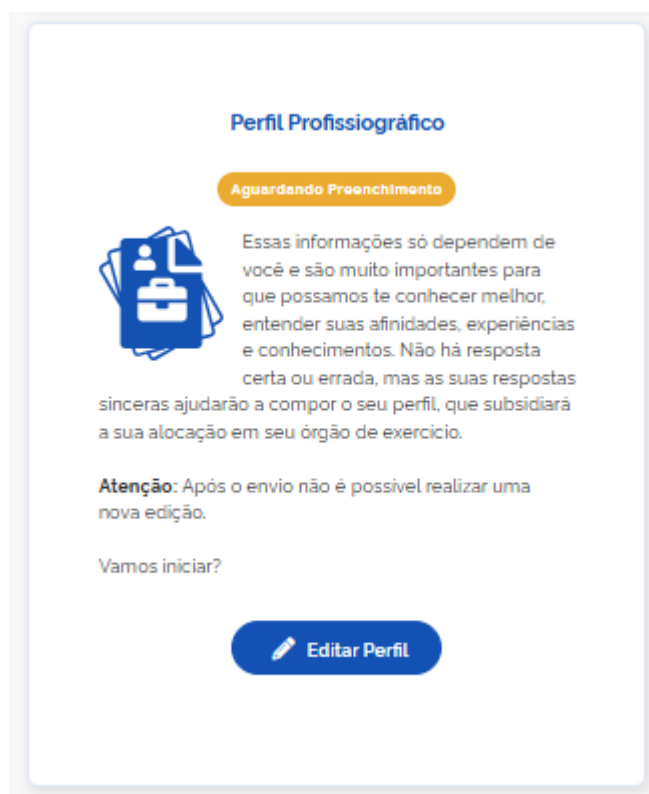 Perfil Profissiográfico
Aguardando Preenchimento
Essas informações só dependem de
você e são muito importantes para
que possamos te conhecer melhor,
entender suas afinidades, experiências
e conhecimentos. Não há resposta
certa ou errada, mas as suas respostas
sinceras ajudarão a compor o seu perfil, que subsidiará
a sua alocação em seu órgão de exercício.
Atenção: Após o envio não é possível realizar uma
nova edição.
Vamos iniciar?
Editar Perfil